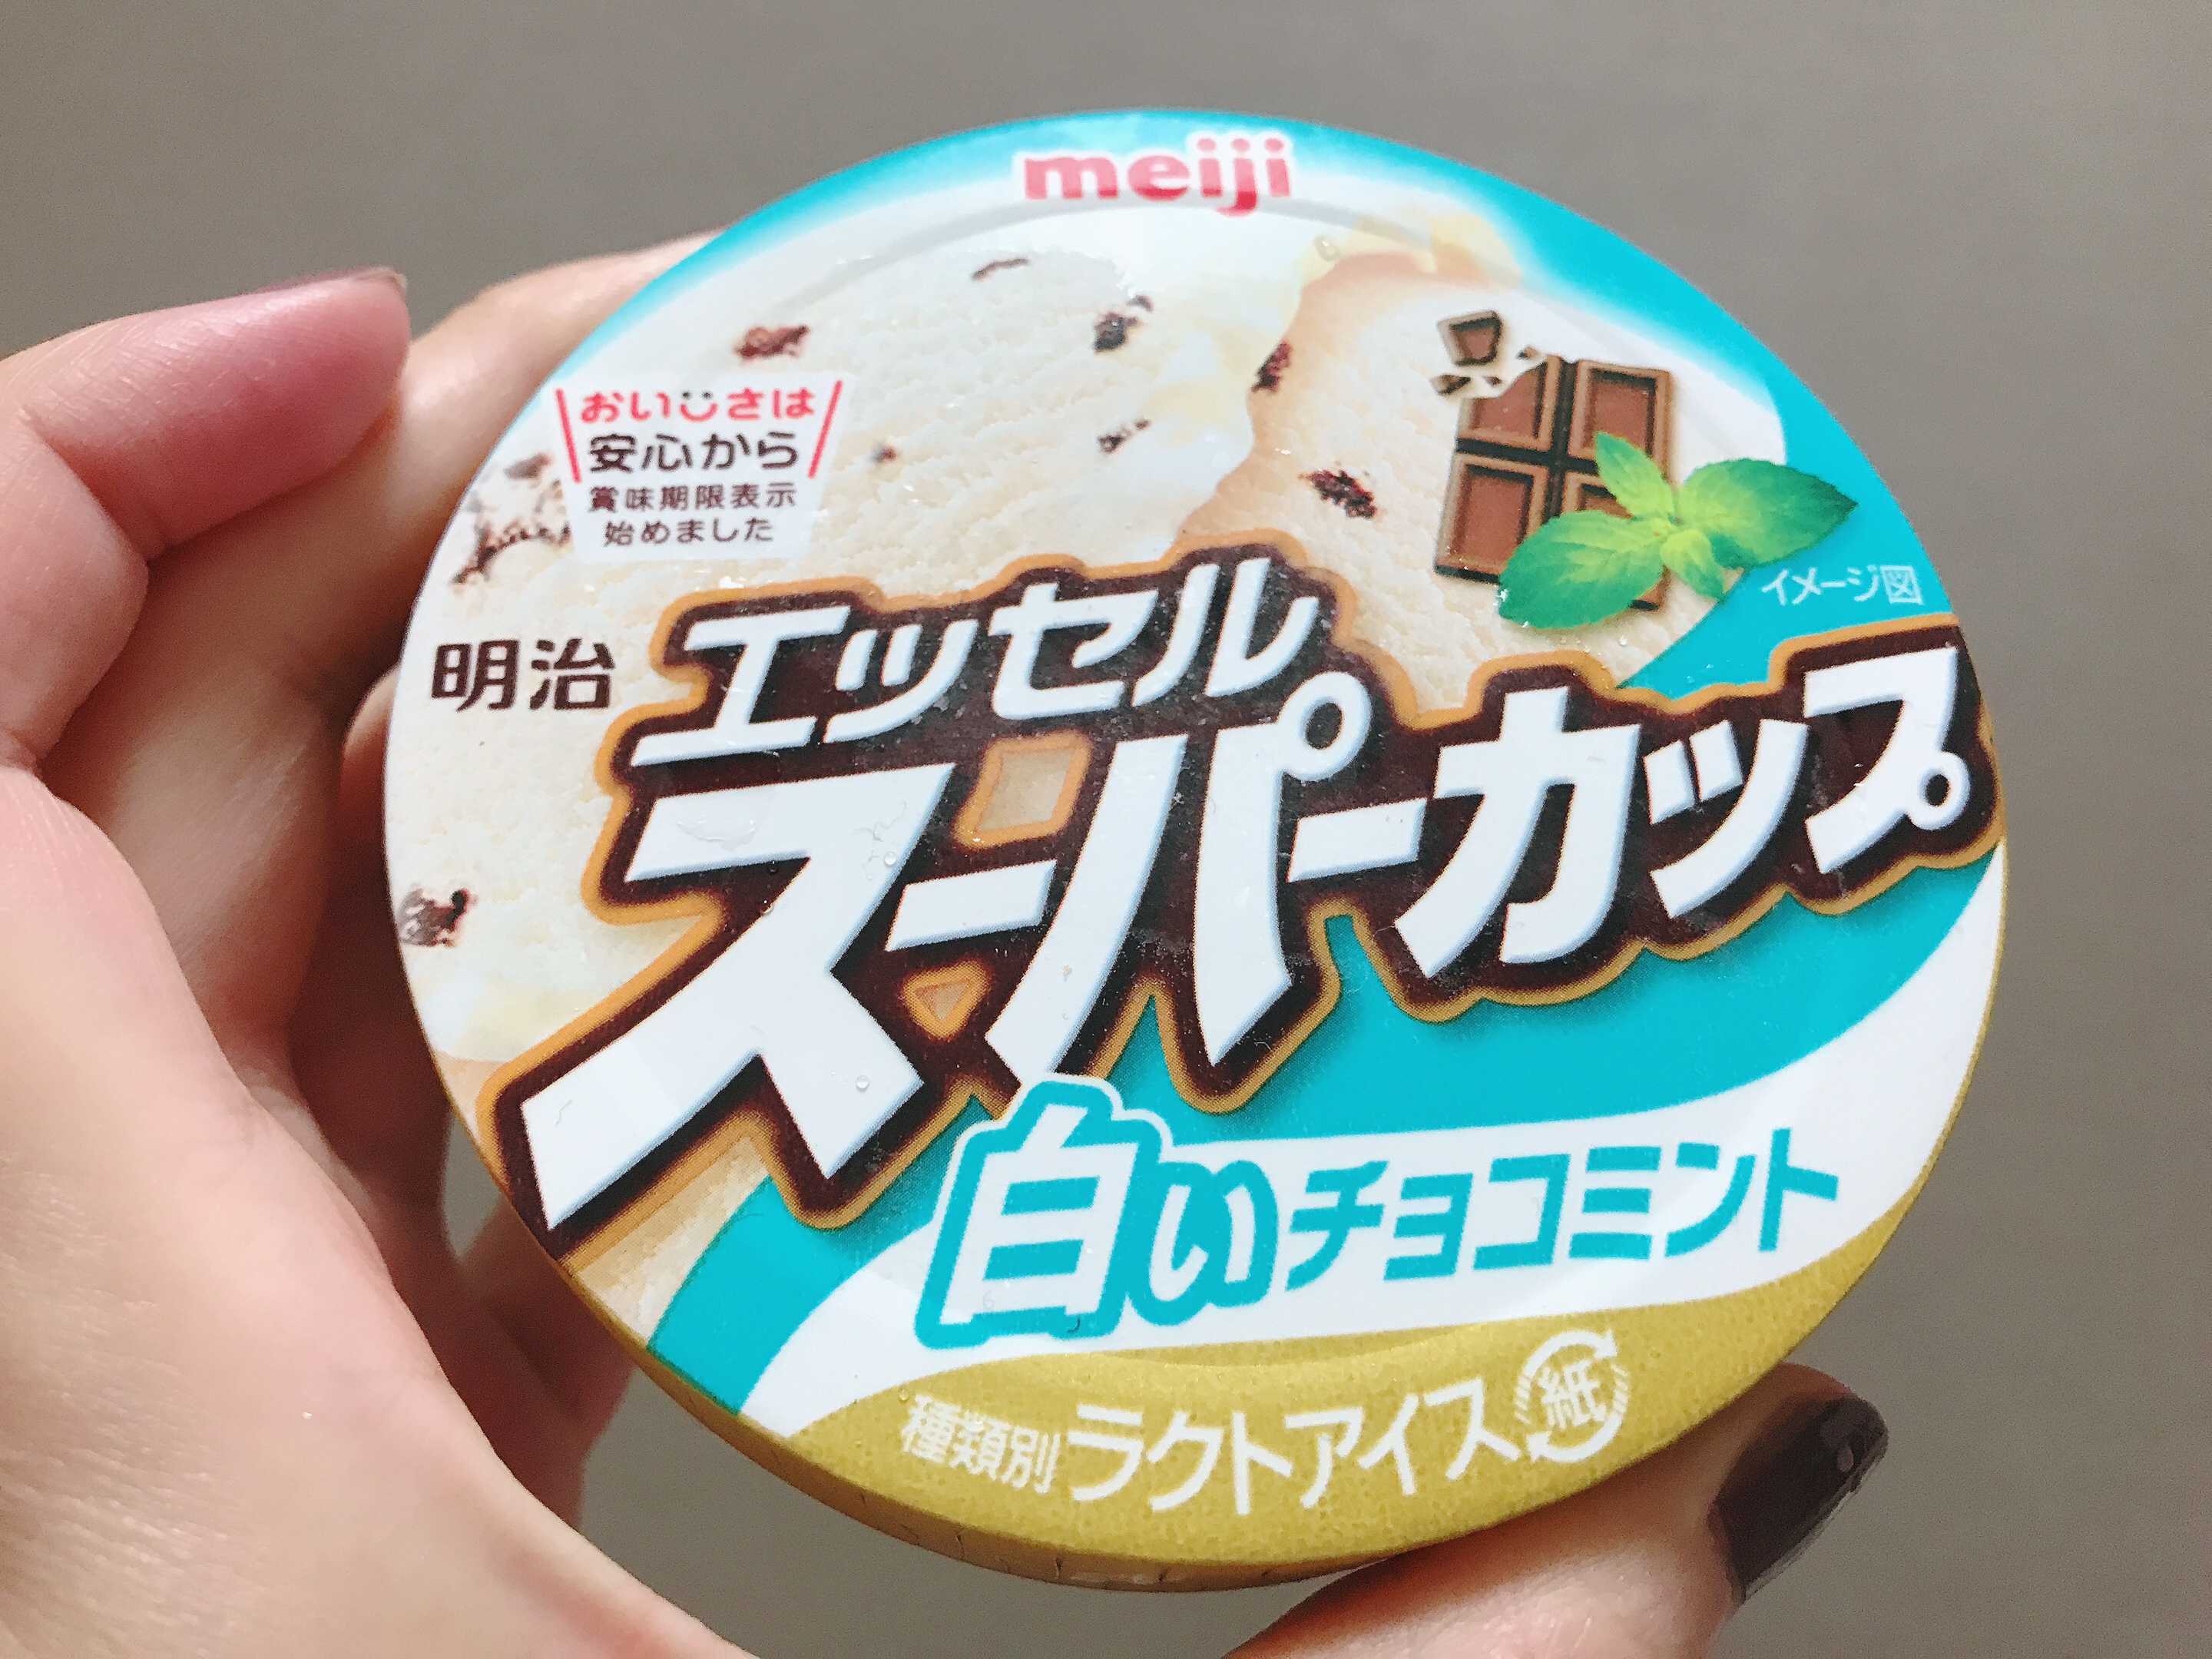 meiji
おいしさは
安心から
賞味期限表示
始めました
イメージ図
明治
エッセル
スーパーカップ
白いチョコミント
種類別 ラクトアイス 紙